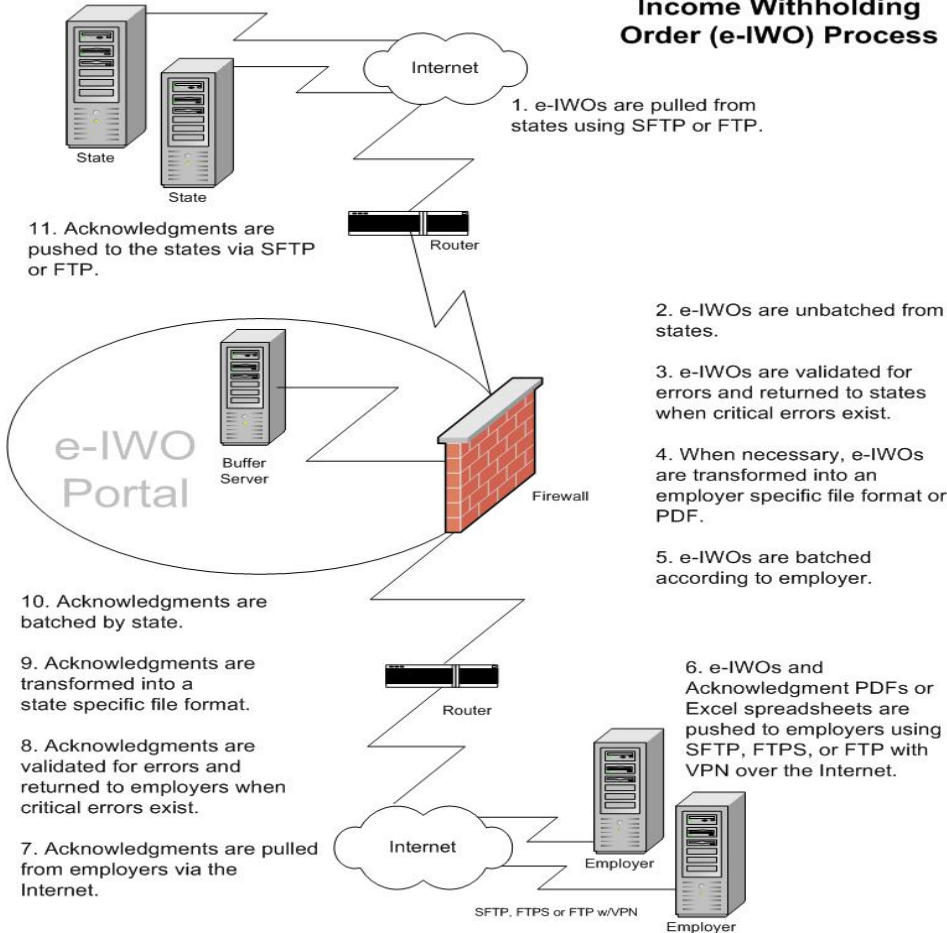 Income Withholding
Order (e-IWO) Process
Internet
1. e-IWOs are pulled from
states using SFTP or FTP.
State
State
Router
11. Acknowledgments are
pushed to the states via SFTP
or FTP.
2. e-IWOs are unbatched from
states.
3. e-IWOs are validated for
errors and returned to states
when critical errors exist.
4. When necessary, e-IWOs
are transformed into an
employer specific file format or
PDF.
5. e-IWOs are batched
according to employer.
e-IWO
Portal
Buffer
Server
Firewall
10. Acknowledgments are
batched by state.
9. Acknowledgments are
transformed into a
state specific file format.
8. Acknowledgments are
validated for errors and
returned to employers when
critical errors exist.
7. Acknowledgments are pulled
from employers via the
Internet.
Router
6. e-IWOs and
Acknowledgment PDFs or
Excel spreadsheets are
pushed to employers using
SFTP, FTPS, or FTP with
VPN over the Internet.
Internet
Employer
SFTP, FTPS or FTP w/VPN
Employer